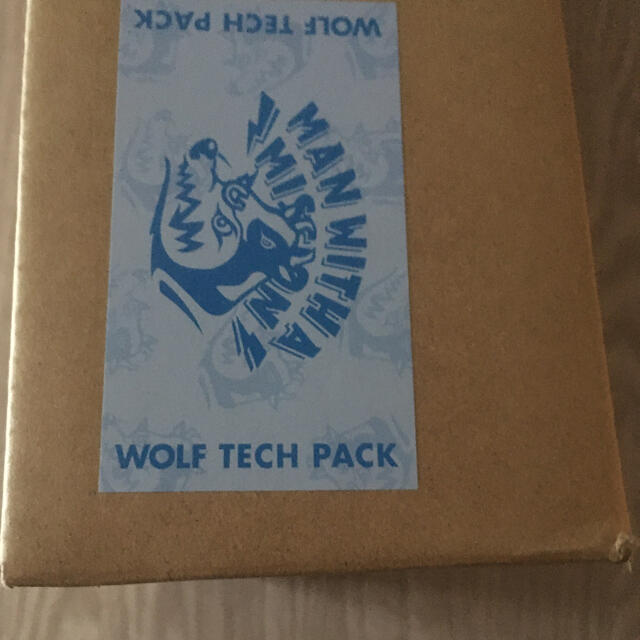 WOLF TECH PACK
MAN WITH A
MISSION
WOLF TECH PACK